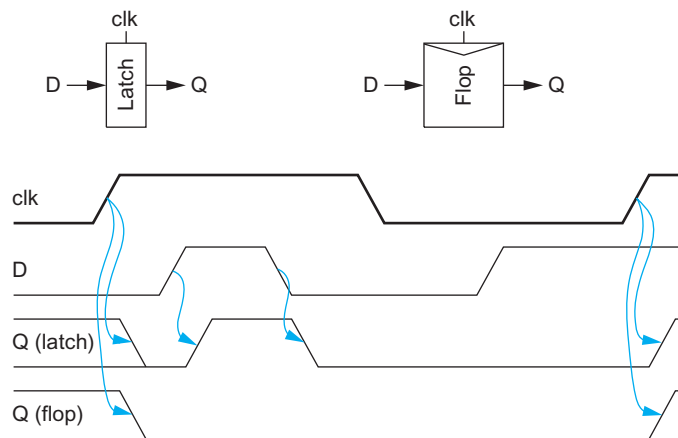 clk
clk
D
Latch
Q
D
Flop
Q
clk
D
Q (latch)
Q (flop)